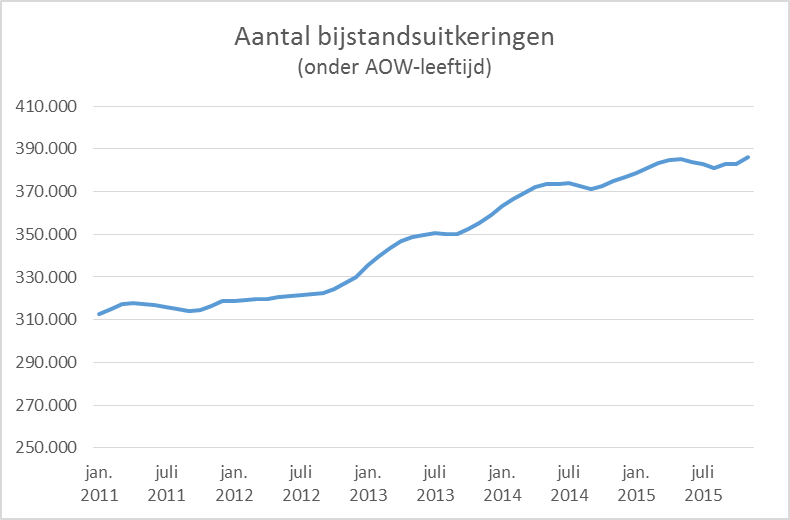 Aantal bijstandsuitkeringen
(onder AOW-leeftijd)
410.000
390.000
370.000
350.000
330.000
310.000
290.000
270.000
250.000
jan. juli jan. juli jan. juli jan. juli jan. juli
2011 2011 2012 2012 2013 2013 2014 2014 2015 2015